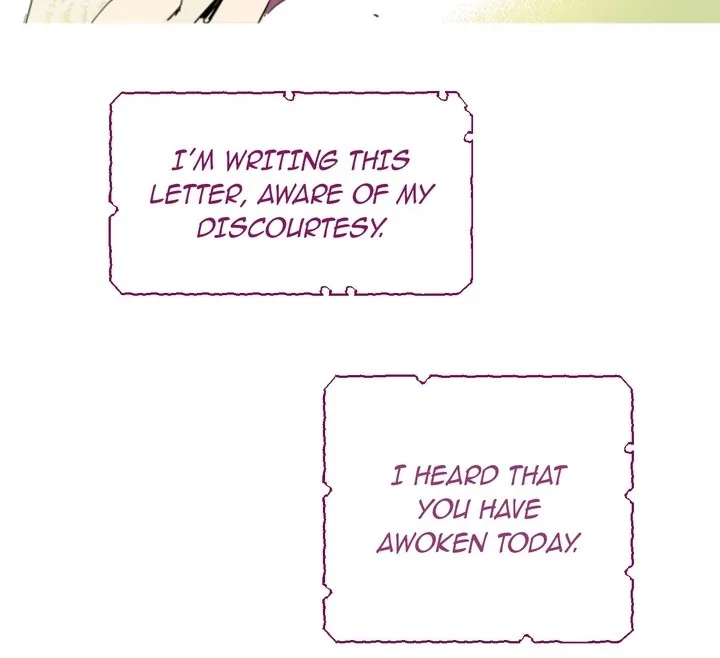 I'M WRITING THIS
LETTER, AWARE OF MY
DISCOURTESY.
I HEARD THAT
YOU HAVE
AWOKEN TODAY.